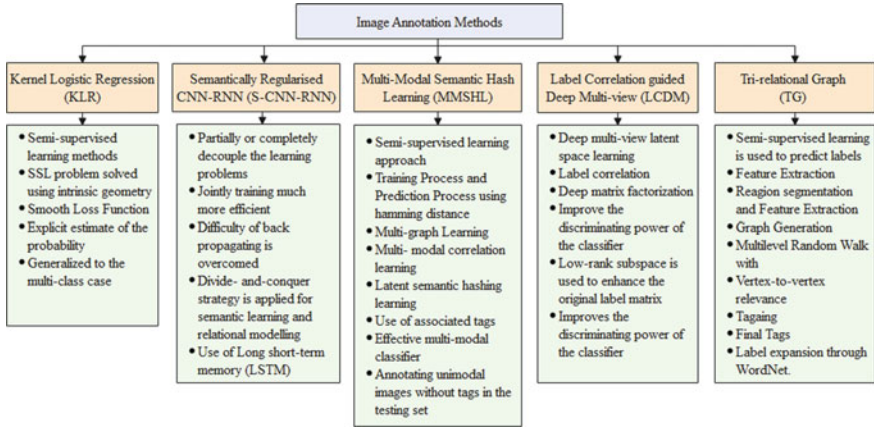 Image Annotation Methods
Kernel Logistic Regression
(KLR)
• Semi-supervised
learning methods
• SSL problem solved
using intrinsic geometry
• Smooth Loss Function
• Explicit estimate of the
probability
• Generalized to the
multi-class case
Semantically Regularised
CNN-RNN (S-CNN-RNN)
• Partially or completely
decouple the learning
problems
• Jointly training much
more efficient
• Difficulty of back
propagating is
overcomed
• Divide- and-conquer
strategy is applied for
semantic learning and
relational modelling
• Use of Long short-term
memory (LSTM)
Multi-Modal Semantic Hash
Learning (MMSHL)
• Semi-supervised learning
approach
• Training Process and
Prediction Process using
hamming distance
• Multi-graph Learning
• Multi- modal correlation
learning
• Latent semantic hashing
learning
• Use of associated tags
• Effective multi-modal
classifier
• Annotating unimodal
images without tags in the
testing set
Label Correlation guided
Deep Multi-view (LCDM)
• Deep multi-view latent
space learning
• Label correlation
• Deep matrix factorization
• Improve the
discriminating power of
the classifier
• Low-rank subspace is
used to enhance the
original label matrix
• Improves the
discriminating power of
the classifier
Tri-relational Graph
(TG)
• Semi-supervised learning
is used to predict labels
• Feature Extraction
• Reagion segmentation
and Feature Extraction
• Graph Generation
• Multilevel Random Walk
with
• Vertex-to-vertex
relevance
• Tagaing
• Final Tags
• Label expansion through
WordNet.